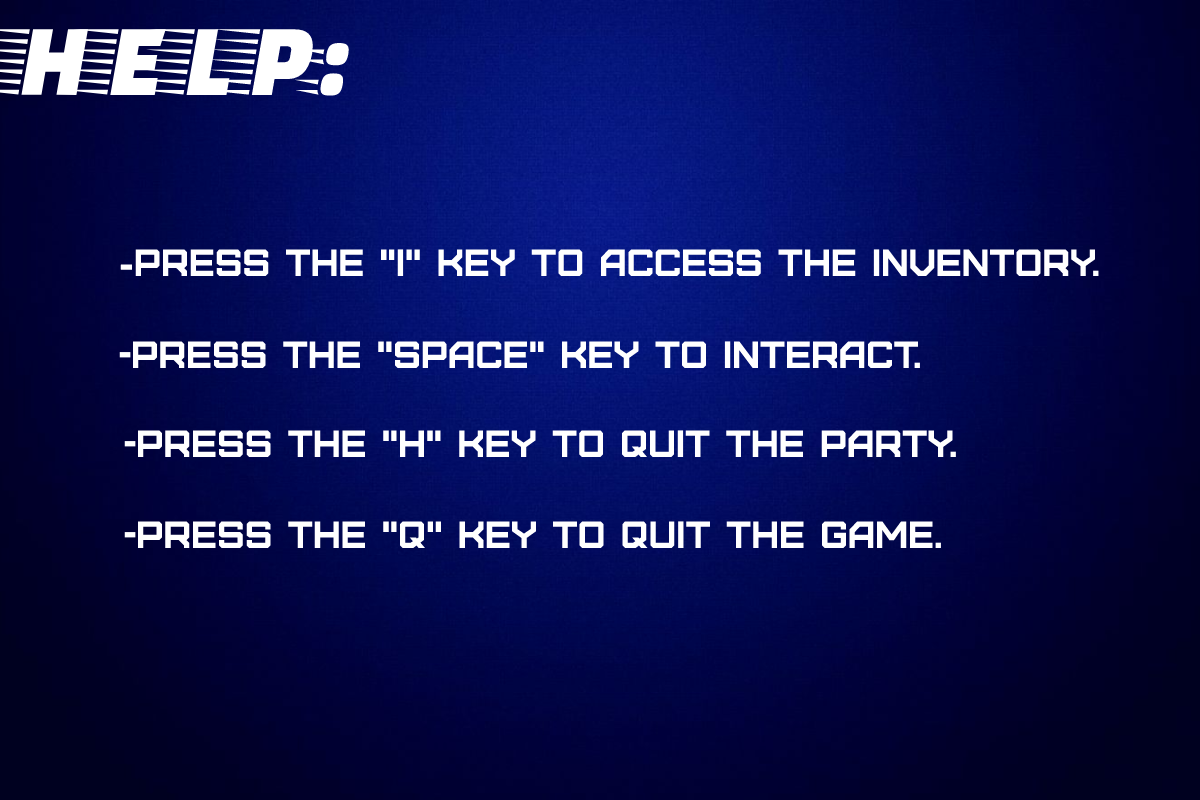 HELP:
-PRESS THE "I" KEY TO ACCESS THE INVENTORY.
-PRESS THE "SPACE" KEY TO INTERACT.
-PRESS THE "H" KEY TO QUIT THE PARTY.
-PRESS THE "Q" KEY TO QUIT THE GAME.